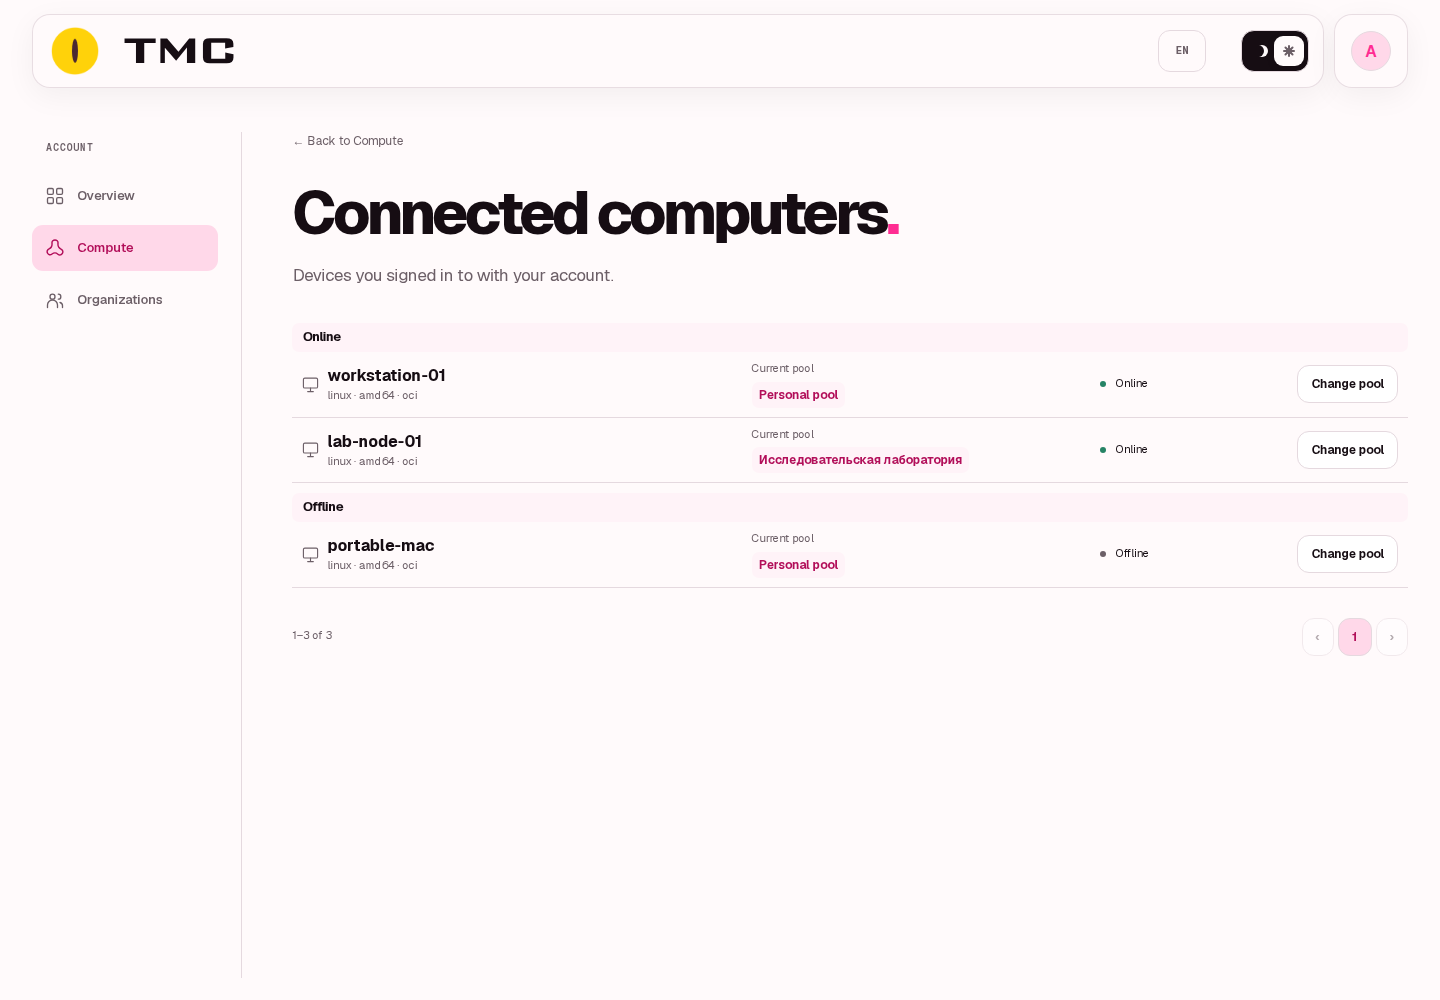 TMC
EN
A
ACCOUNT
Overview
Compute
Organizations
← Back to Compute
Connected computers.
Devices you signed in to with your account.
Online
workstation-01
linux · amd64 · oci
Current pool
Personal pool
Online
Change pool
lab-node-01
linux · amd64 · oci
Current pool
Исследовательская лаборатория
Online
Change pool
Offline
portable-mac
linux · amd64 · oci
Current pool
Personal pool
Offline
Change pool
1–3 of 3
‹ 1 ›